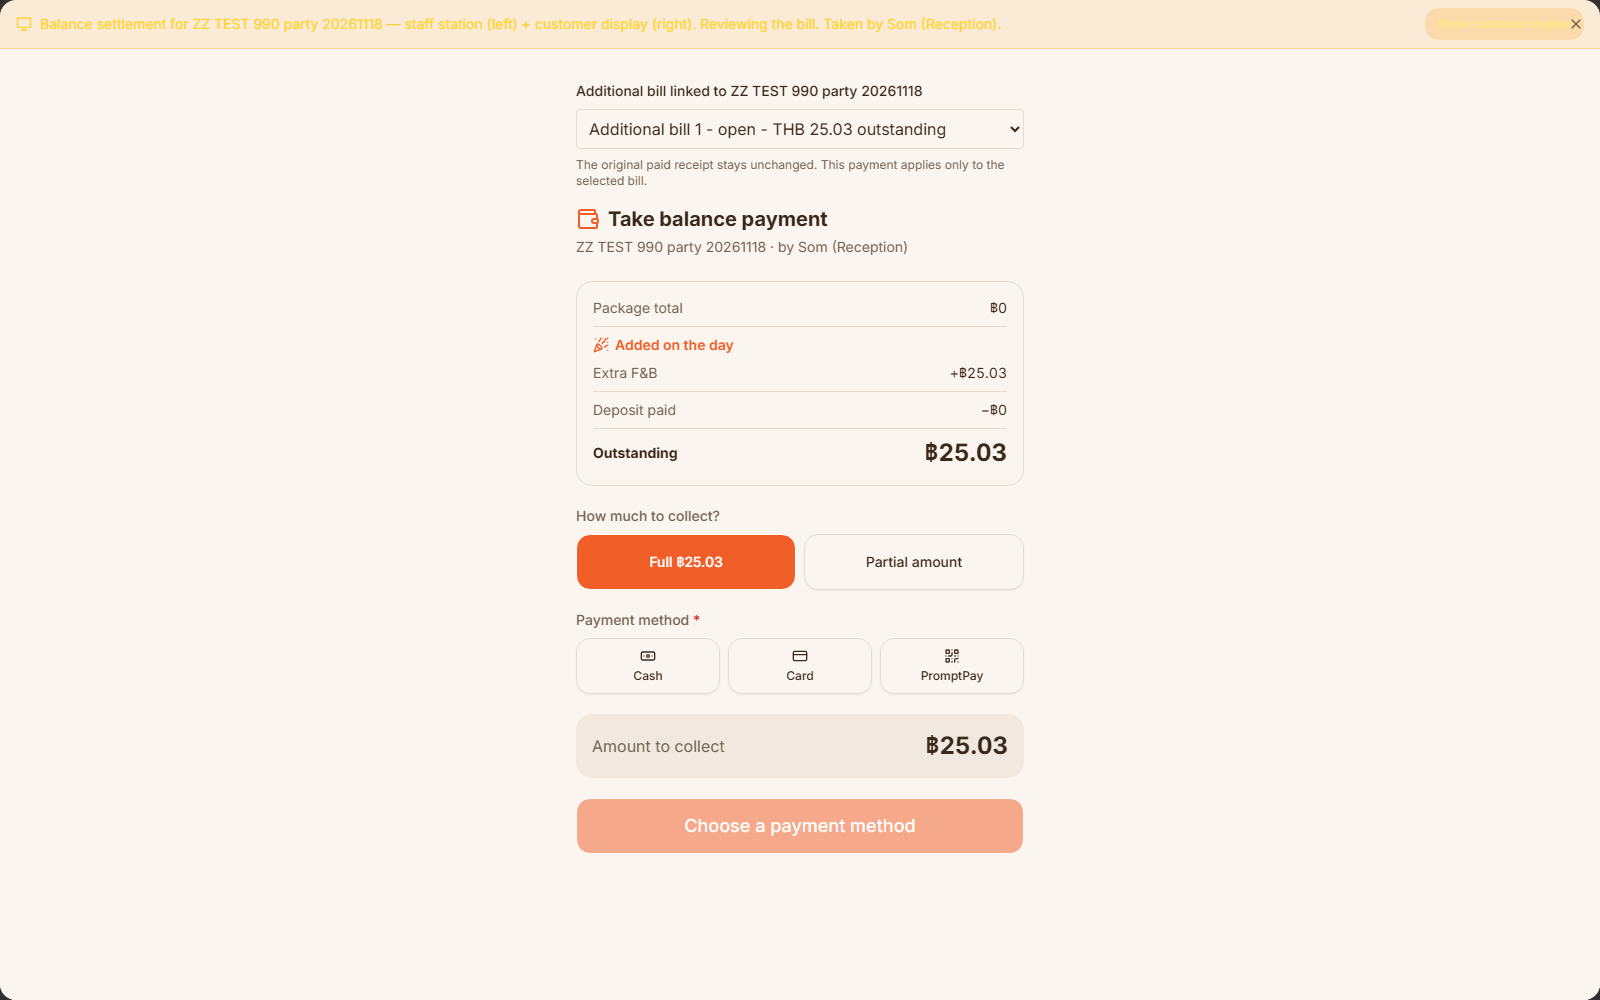 Balance settlement for ZZ TEST 990 party 20261118 — staff station (left) + customer display (right). Reviewing the bill. Taken by Som (Reception).
Additional bill linked to ZZ TEST 990 party 20261118
Additional bill 1 - open - THB 25.03 outstanding
The original paid receipt stays unchanged. This payment applies only to the
selected bill.
Take balance payment
ZZ TEST 990 party 20261118 · by Som (Reception)
Package total ฿0
Added on the day
Extra F&B +฿25.03
Deposit paid −฿0
Outstanding ฿25.03
How much to collect?
Full ฿25.03 Partial amount
Payment method *
Cash Card PromptPay
Amount to collect ฿25.03
Choose a payment method